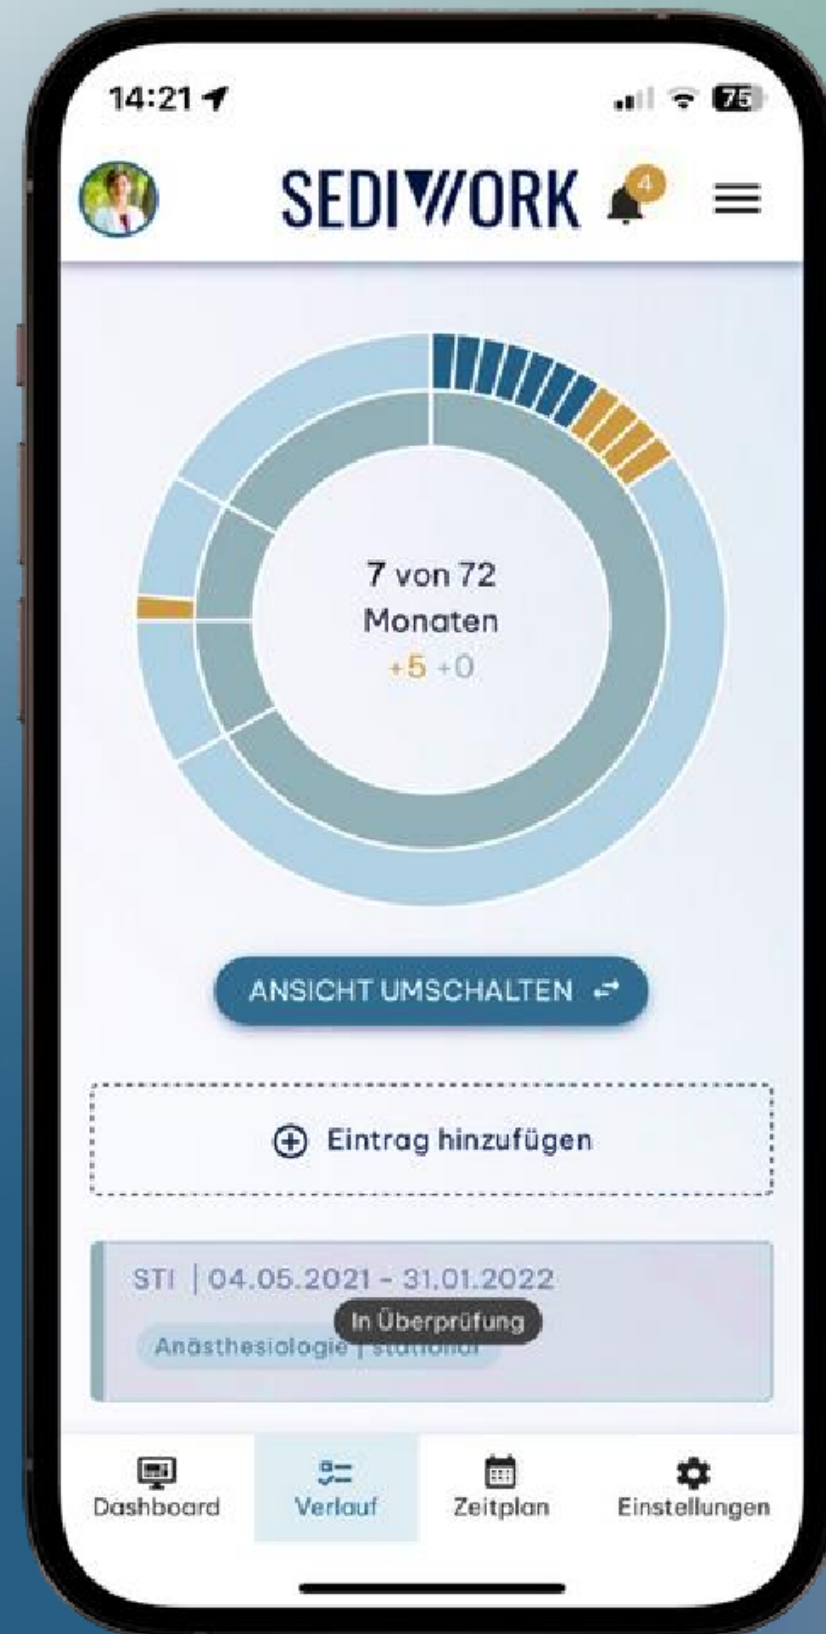 14:21
75
SEDIWORK
4
7 von 72
Monaten
+5 +0
ANSICHT UMSCHALTEN
Eintrag hinzufügen
STI | 04.05.2021 - 31.01.2022
In Überprüfung
Anästhesiologie | stationär
Dashboard
Verlauf
Zeitplan
Einstellungen